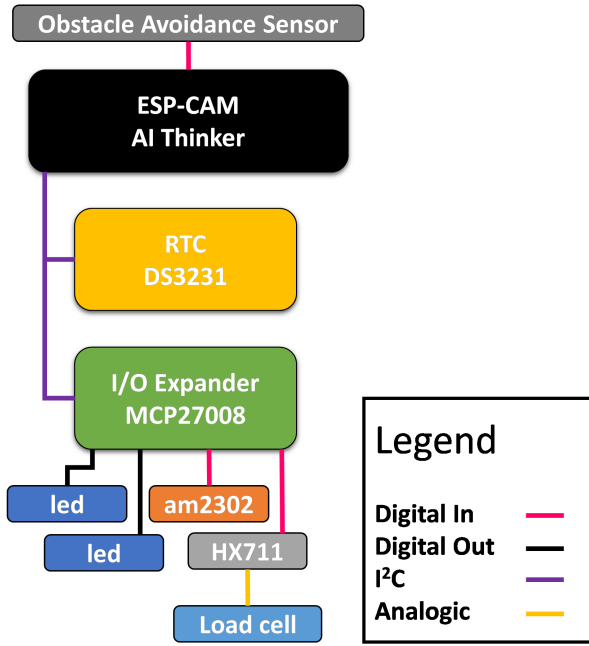 Obstacle Avoidance Sensor
ESP-CAM
AI Thinker
RTC
DS3231
I/O Expander
MCP27008
led
am2302
led
HX711
Load cell
Legend
Digital In
Digital Out
I²C
Analogic